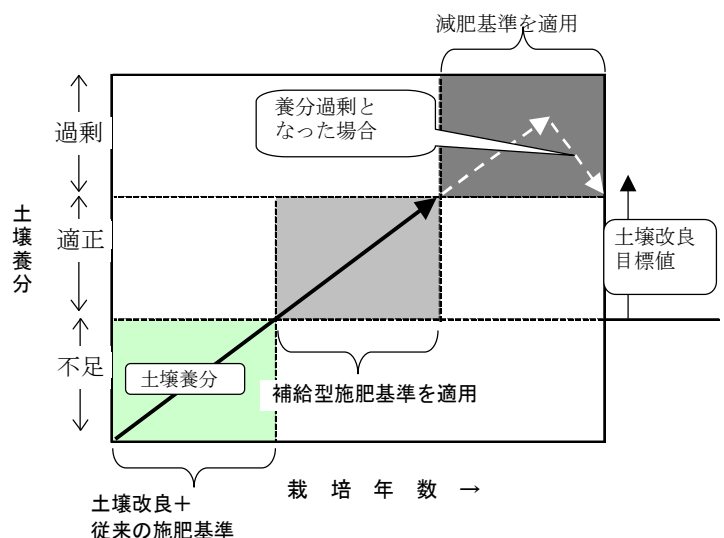 減肥基準を適用
養分過剰と
なった場合
過剰
適正
不足
土壌養分
土壌改良
目標値
土壌養分
補給型施肥基準を適用
栽 培 年 数 →
土壌改良＋
従来の施肥基準